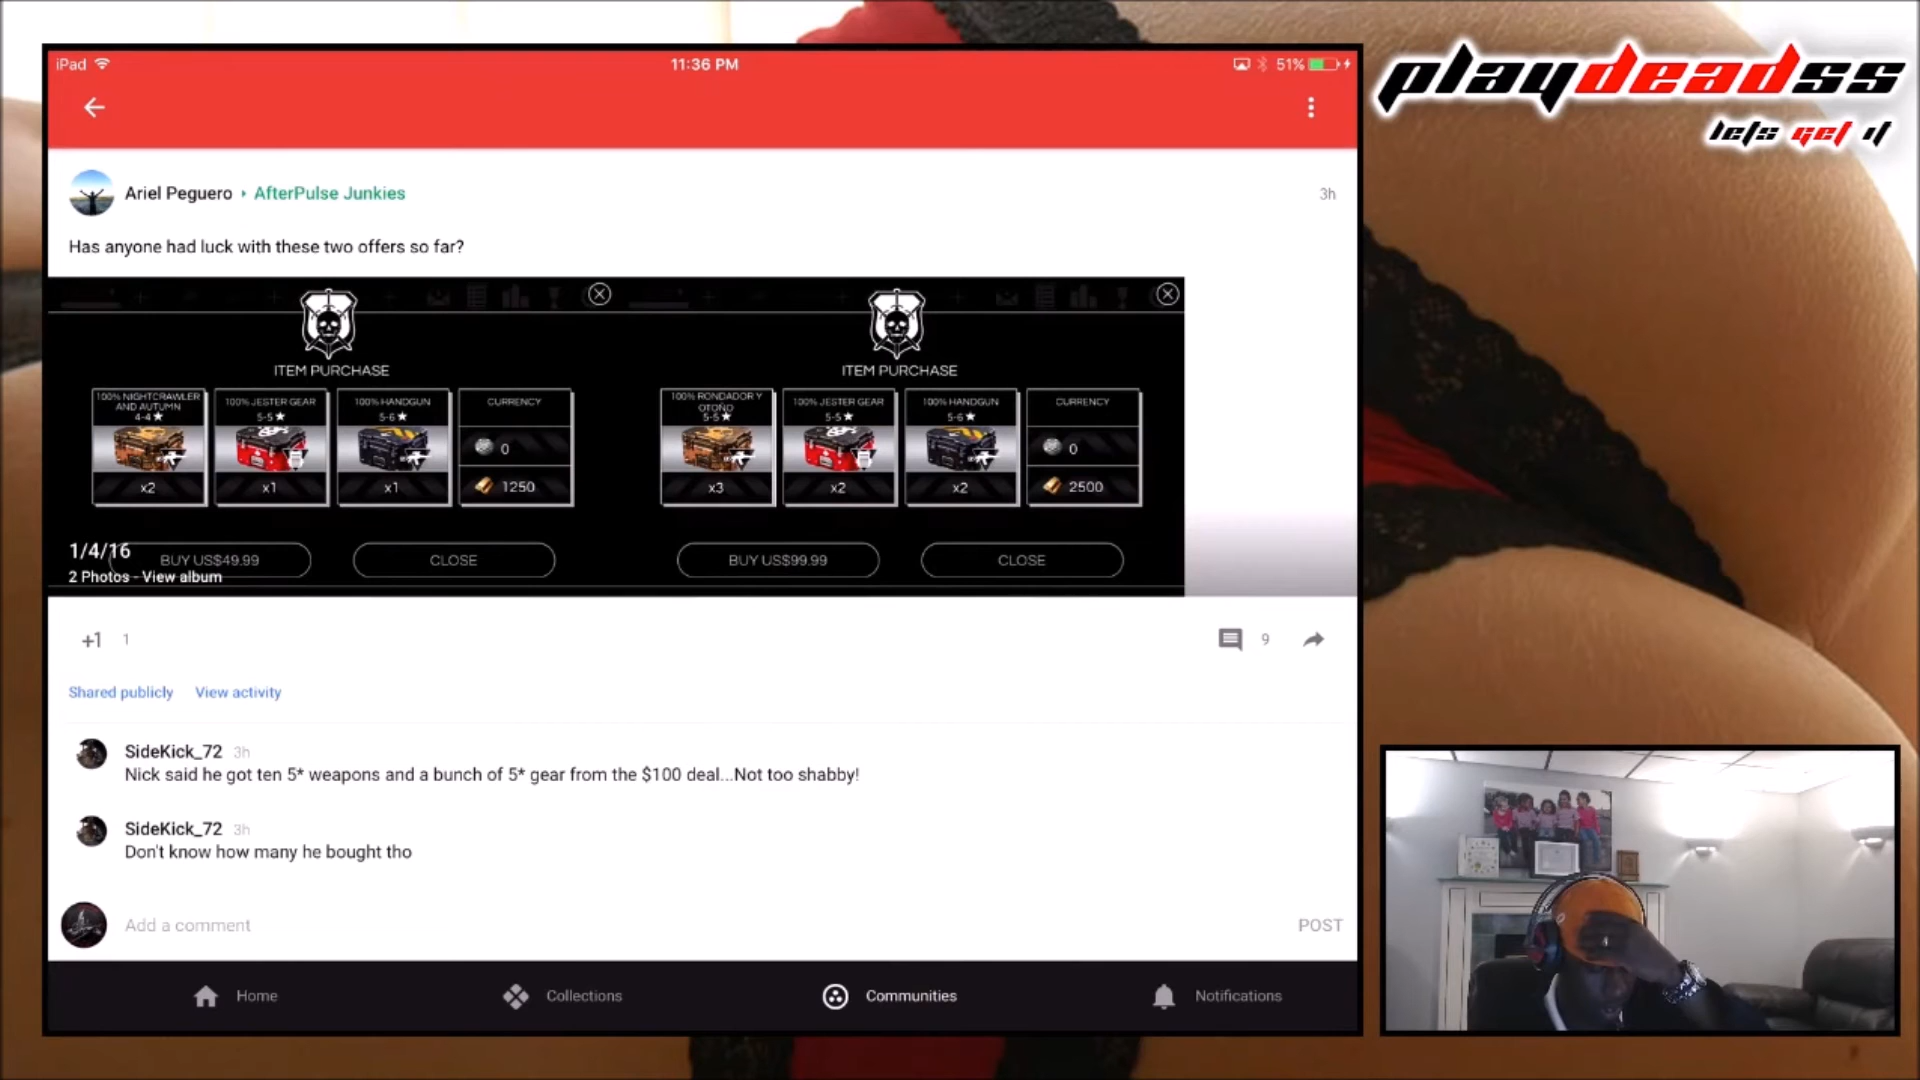 iPad
11:36 PM
51%
playdeadss
lets get it
Ariel Peguero
AfterPulse Junkies
3h
Has anyone had luck with these two offers so far?
ITEM PURCHASE
100% NIGHTCRAWLER AND AUTUMN
4-4★
x2
100% JESTER GEAR
5-5★
x1
100% HANDGUN
5-6★
x1
CURRENCY
0
1250
BUY US$49.99
CLOSE
ITEM PURCHASE
100% RONDADOR Y OTOÑO
5-5★
x3
100% JESTER GEAR
5-5★
x2
100% HANDGUN
5-6★
x2
CURRENCY
0
2500
BUY US$99.99
CLOSE
1/4/16
2 Photos - View album
+1
1
9
Shared publicly
View activity
SideKick_72 3h
Nick said he got ten 5* weapons and a bunch of 5* gear from the $100 deal...Not too shabby!
SideKick_72 3h
Don't know how many he bought tho
Add a comment
POST
Home
Collections
Communities
Notifications